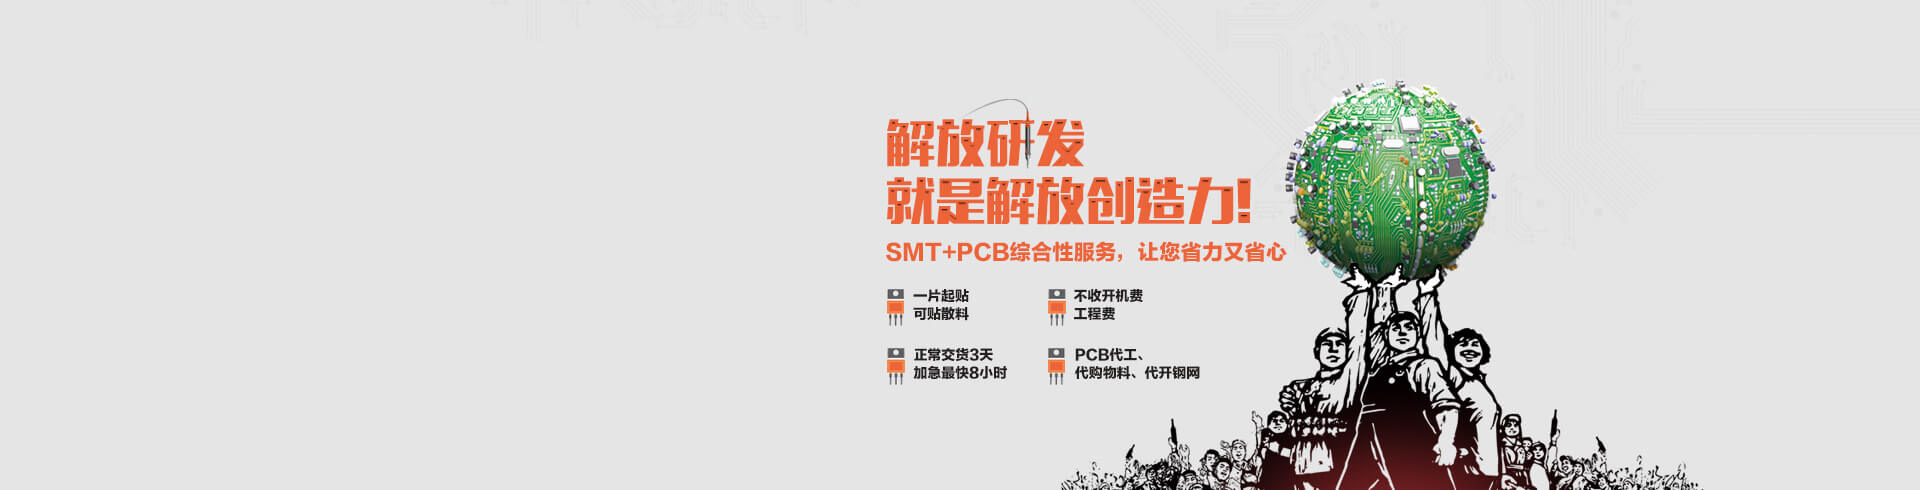 解放研发
就是解放创造力!
SMT+PCB综合性服务，让您省力又省心
一片起贴
可贴散料
不收开机费
工程费
正常交货3天
加急最快8小时
PCB代工、
代购物料、代开钢网